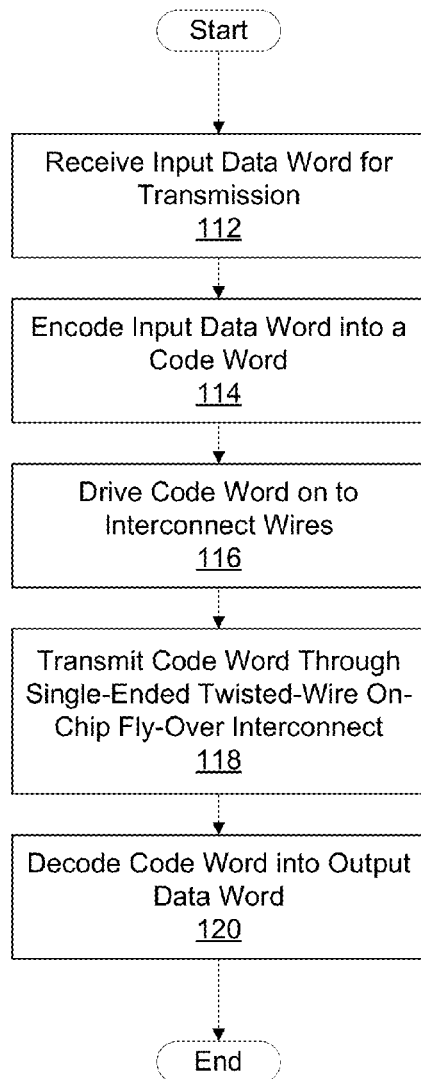 Start
Receive Input Data Word for
Transmission
112
Encode Input Data Word into a
Code Word
114
Drive Code Word on to
Interconnect Wires
116
Transmit Code Word Through
Single-Ended Twisted-Wire On-
Chip Fly-Over Interconnect
118
Decode Code Word into Output
Data Word
120
End